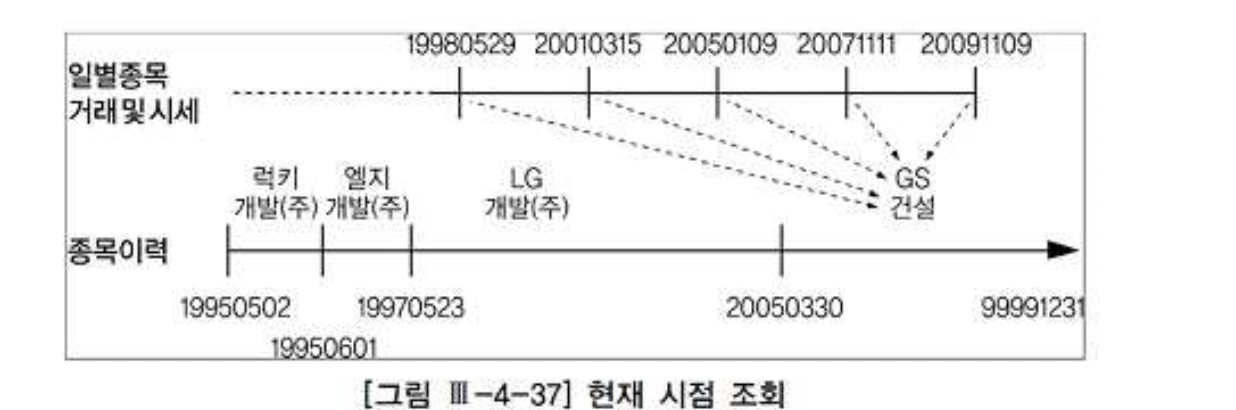 19980529 20010315 20050109 20071111 20091109
일별종목
거래및시세
럭키 엘지 LG GS
개발(주) 개발(주) 개발(주) 건설
종목이력
19950502 19970523 20050330 99991231
19950601
[그림 Ⅲ-4-37] 현재 시점 조회